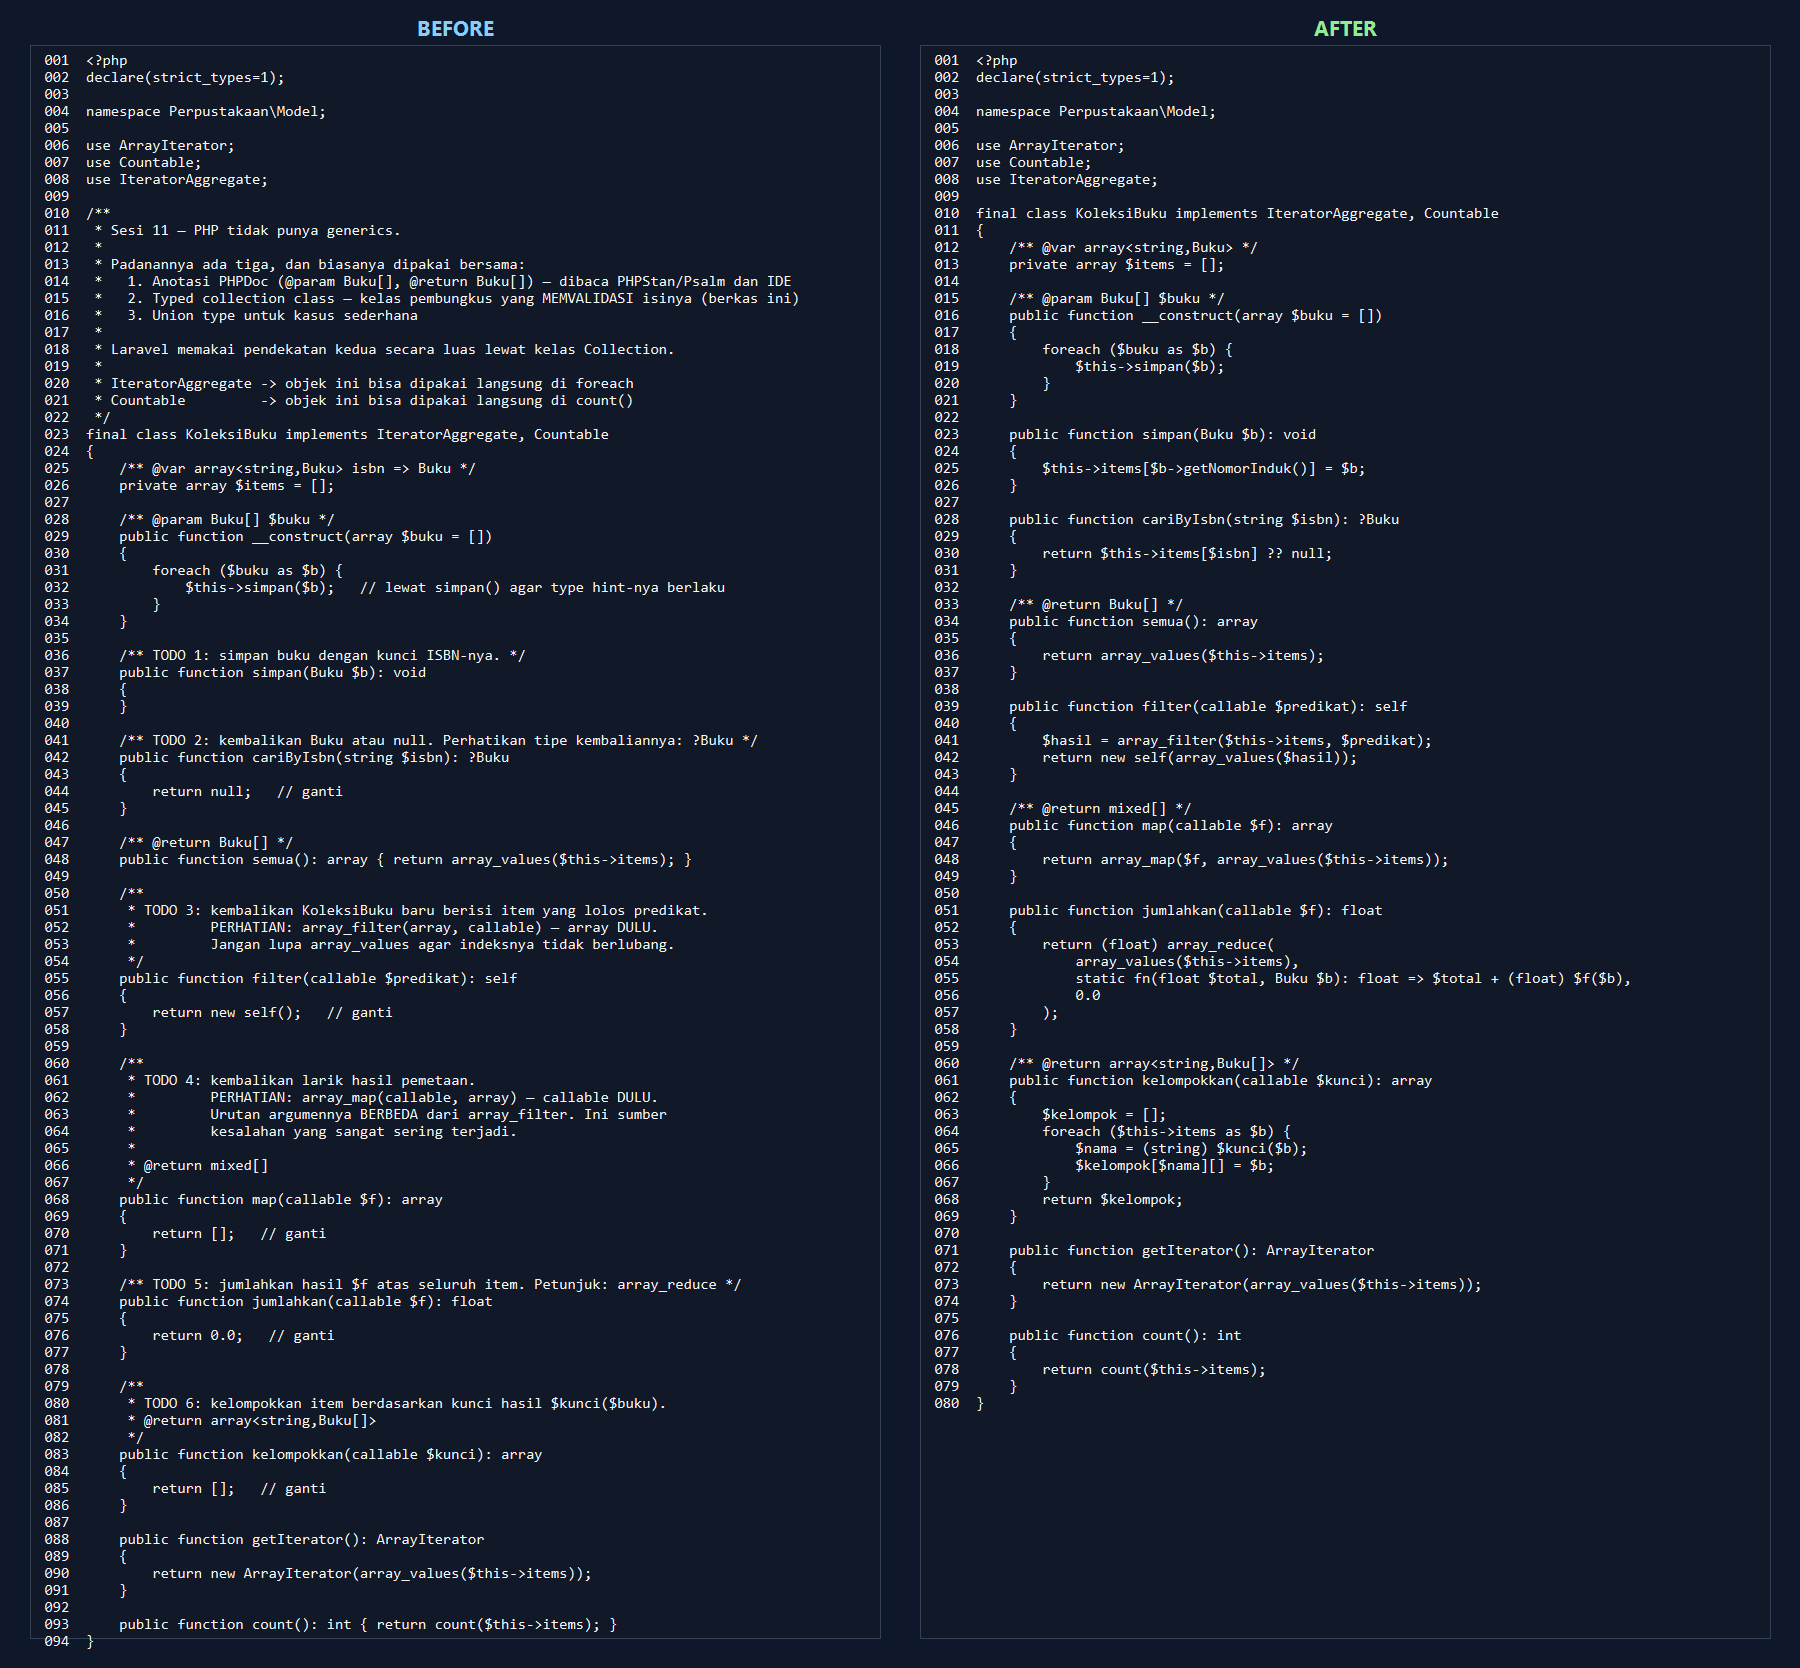 BEFORE
001 <?php
002 declare(strict_types=1);
003
004 namespace Perpustakaan\Model;
005
006 use ArrayIterator;
007 use Countable;
008 use IteratorAggregate;
009
010 /**
011  * Sesi 11 — PHP tidak punya generics.
012  *
013  * Padanannya ada tiga, dan biasanya dipakai bersama:
014  *   1. Anotasi PHPDoc (@param Buku[], @return Buku[]) — dibaca PHPStan/Psalm dan IDE
015  *   2. Typed collection class — kelas pembungkus yang MEMVALIDASI isinya (berkas ini)
016  *   3. Union type untuk kasus sederhana
017  *
018  * Laravel memakai pendekatan kedua secara luas lewat kelas Collection.
019  *
020  * IteratorAggregate -> objek ini bisa dipakai langsung di foreach
021  * Countable         -> objek ini bisa dipakai langsung di count()
022  */
023 final class KoleksiBuku implements IteratorAggregate, Countable
024 {
025     /** @var array<string,Buku> isbn => Buku */
026     private array $items = [];
027
028     /** @param Buku[] $buku */
029     public function __construct(array $buku = [])
030     {
031         foreach ($buku as $b) {
032             $this->simpan($b);   // lewat simpan() agar type hint-nya berlaku
033         }
034     }
035
036     /** TODO 1: simpan buku dengan kunci ISBN-nya. */
037     public function simpan(Buku $b): void
038     {
039     }
040
041     /** TODO 2: kembalikan Buku atau null. Perhatikan tipe kembaliannya: ?Buku */
042     public function cariByIsbn(string $isbn): ?Buku
043     {
044         return null;   // ganti
045     }
046
047     /** @return Buku[] */
048     public function semua(): array { return array_values($this->items); }
049
050     /**
051      * TODO 3: kembalikan KoleksiBuku baru berisi item yang lolos predikat.
052      *         PERHATIAN: array_filter(array, callable) — array DULU.
053      *         Jangan lupa array_values agar indeksnya tidak berlubang.
054      */
055     public function filter(callable $predikat): self
056     {
057         return new self();   // ganti
058     }
059
060     /**
061      * TODO 4: kembalikan larik hasil pemetaan.
062      *         PERHATIAN: array_map(callable, array) — callable DULU.
063      *         Urutan argumennya BERBEDA dari array_filter. Ini sumber
064      *         kesalahan yang sangat sering terjadi.
065      *
066      * @return mixed[]
067      */
068     public function map(callable $f): array
069     {
070         return [];   // ganti
071     }
072
073     /** TODO 5: jumlahkan hasil $f atas seluruh item. Petunjuk: array_reduce */
074     public function jumlahkan(callable $f): float
075     {
076         return 0.0;   // ganti
077     }
078
079     /**
080      * TODO 6: kelompokkan item berdasarkan kunci hasil $kunci($buku).
081      * @return array<string,Buku[]>
082      */
083     public function kelompokkan(callable $kunci): array
084     {
085         return [];   // ganti
086     }
087
088     public function getIterator(): ArrayIterator
089     {
090         return new ArrayIterator(array_values($this->items));
091     }
092
093     public function count(): int { return count($this->items); }
094 }
AFTER
001 <?php
002 declare(strict_types=1);
003
004 namespace Perpustakaan\Model;
005
006 use ArrayIterator;
007 use Countable;
008 use IteratorAggregate;
009
010 final class KoleksiBuku implements IteratorAggregate, Countable
011 {
012     /** @var array<string,Buku> */
013     private array $items = [];
014
015     /** @param Buku[] $buku */
016     public function __construct(array $buku = [])
017     {
018         foreach ($buku as $b) {
019             $this->simpan($b);
020         }
021     }
022
023     public function simpan(Buku $b): void
024     {
025         $this->items[$b->getNomorInduk()] = $b;
026     }
027
028     public function cariByIsbn(string $isbn): ?Buku
029     {
030         return $this->items[$isbn] ?? null;
031     }
032
033     /** @return Buku[] */
034     public function semua(): array
035     {
036         return array_values($this->items);
037     }
038
039     public function filter(callable $predikat): self
040     {
041         $hasil = array_filter($this->items, $predikat);
042         return new self(array_values($hasil));
043     }
044
045     /** @return mixed[] */
046     public function map(callable $f): array
047     {
048         return array_map($f, array_values($this->items));
049     }
050
051     public function jumlahkan(callable $f): float
052     {
053         return (float) array_reduce(
054             array_values($this->items),
055             static fn(float $total, Buku $b): float => $total + (float) $f($b),
056             0.0
057         );
058     }
059
060     /** @return array<string,Buku[]> */
061     public function kelompokkan(callable $kunci): array
062     {
063         $kelompok = [];
064         foreach ($this->items as $b) {
065             $nama = (string) $kunci($b);
066             $kelompok[$nama][] = $b;
067         }
068         return $kelompok;
069     }
070
071     public function getIterator(): ArrayIterator
072     {
073         return new ArrayIterator(array_values($this->items));
074     }
075
076     public function count(): int
077     {
078         return count($this->items);
079     }
080 }